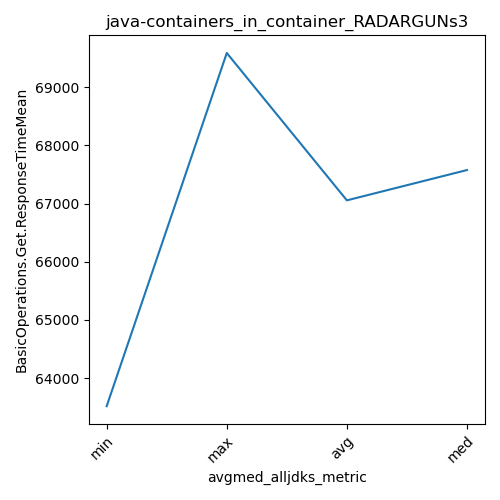 java-containers_in_container_RADARGUNs3
BasicOperations.Get.ResponseTimeMean
69000
68000
67000
66000
65000
64000
min
max
avg
med
avgmed_alljdks_metric